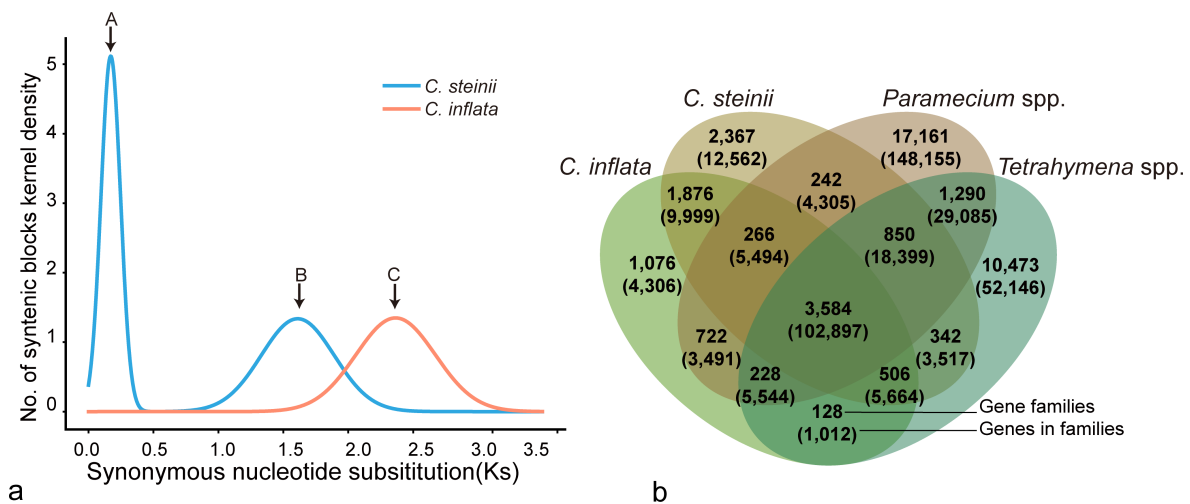 A
5
4
3
2
1
0
No. of syntenic blocks kernel density
C. steinii
C. inflata
B
C
0.0 0.5 1.0 1.5 2.0 2.5 3.0 3.5
Synonymous nucleotide subsititution(Ks)
a
C. steinii
Paramecium spp.
C. inflata
Tetrahymena spp.
2,367
(12,562)
17,161
(148,155)
242
(4,305)
1,876
(9,999)
1,290
(29,085)
266
(5,494)
850
(18,399)
1,076
(4,306)
10,473
(52,146)
3,584
(102,897)
722
(3,491)
342
(3,517)
228
(5,544)
506
(5,664)
128
(1,012)
Gene families
Genes in families
b